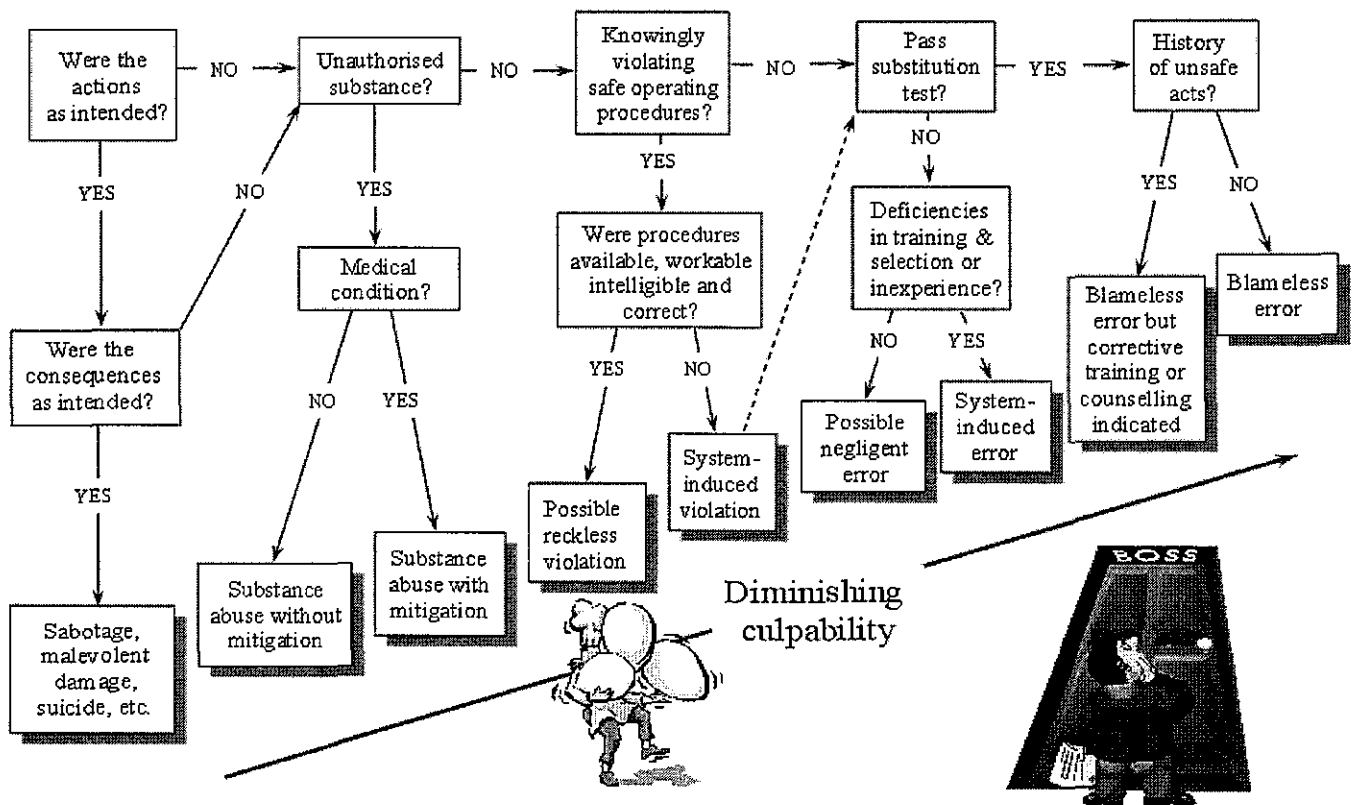 Were the
actions
as intended?
NO
Unauthorised
substance?
NO
Knowingly
violating
safe operating
procedures?
NO
Pass
substitution
test?
YES
History
of unsafe
acts?
YES
NO
YES
YES
NO
YES
NO
Were the
consequences
as intended?
Medical
condition?
Were procedures
available, workable
intelligible and
correct?
Deficiencies
in training &
selection or
inexperience?
Blameless
error but
corrective
training or
counselling
indicated
Blameless
error
YES
NO
YES
YES
NO
NO
YES
Sabotage,
malevolent
damage,
suicide, etc.
Substance
abuse without
mitigation
Substance
abuse with
mitigation
Possible
reckless
violation
System-
induced
violation
Possible
negligent
error
System-
induced
error
Diminishing
culpability
BOSS